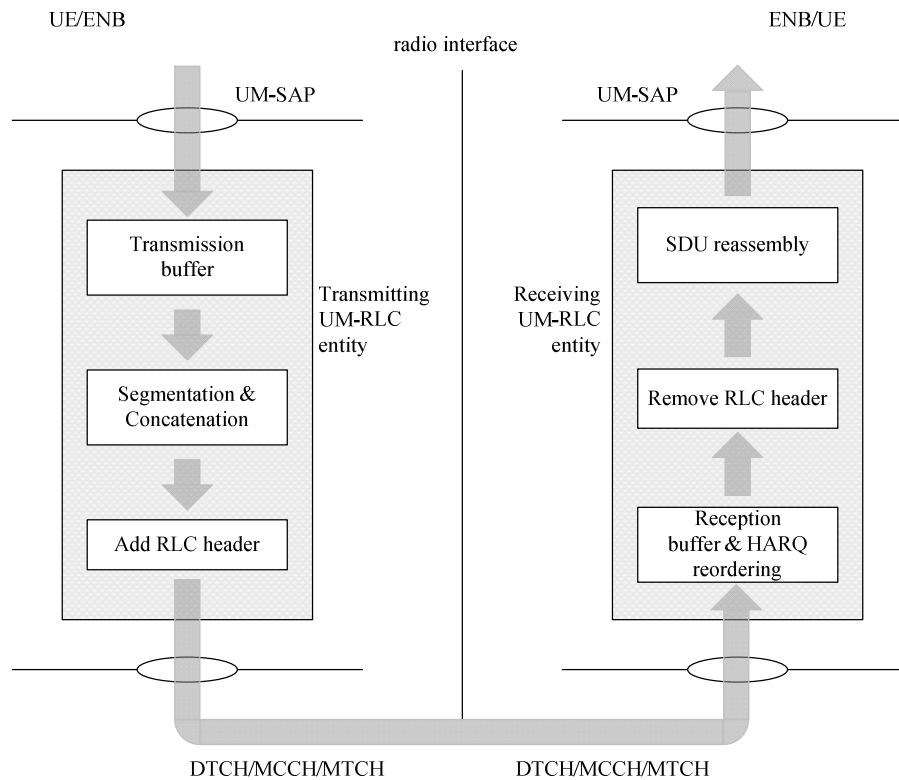 UE/ENB
ENB/UE
radio interface
UM-SAP
UM-SAP
Transmission
buffer
SDU reassembly
Transmitting
UM-RLC
entity
Receiving
UM-RLC
entity
Segmentation &
Concatenation
Remove RLC header
Add RLC header
Reception
buffer & HARQ
reordering
DTCH/MCCH/MTCH
DTCH/MCCH/MTCH